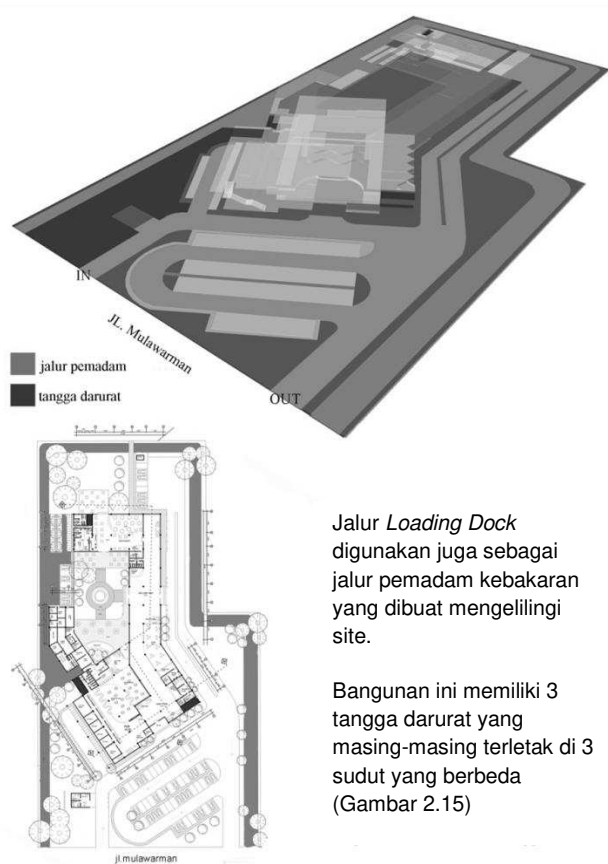 IN
JL. Mulawarman
OUT
jalur pemadam
tangga darurat
Jalur Loading Dock
digunakan juga sebagai
jalur pemadam kebakaran
yang dibuat mengelilingi
site.
Bangunan ini memiliki 3
tangga darurat yang
masing-masing terletak di 3
sudut yang berbeda
(Gambar 2.15)
jl.mulawarman